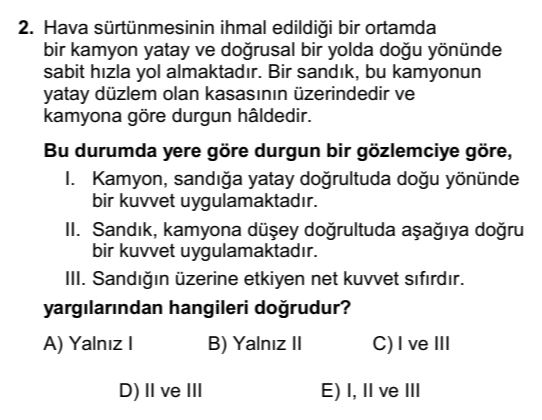 2. Hava sürtünmesinin ihmal edildiği bir ortamda
bir kamyon yatay ve doğrusal bir yolda doğu yönünde
sabit hızla yol almaktadır. Bir sandık, bu kamyonun
yatay düzlem olan kasasının üzerindedir ve
kamyona göre durgun hâldedir.
Bu durumda yere göre durgun bir gözlemciye göre,
I. Kamyon, sandığa yatay doğrultuda doğu yönünde
bir kuvvet uygulamaktadır.
II. Sandık, kamyona düşey doğrultuda aşağıya doğru
bir kuvvet uygulamaktadır.
III. Sandığın üzerine etkiyen net kuvvet sıfırdır.
yargılarından hangileri doğrudur?
A) Yalnız I B) Yalnız II C) I ve III
D) II ve III E) I, II ve III